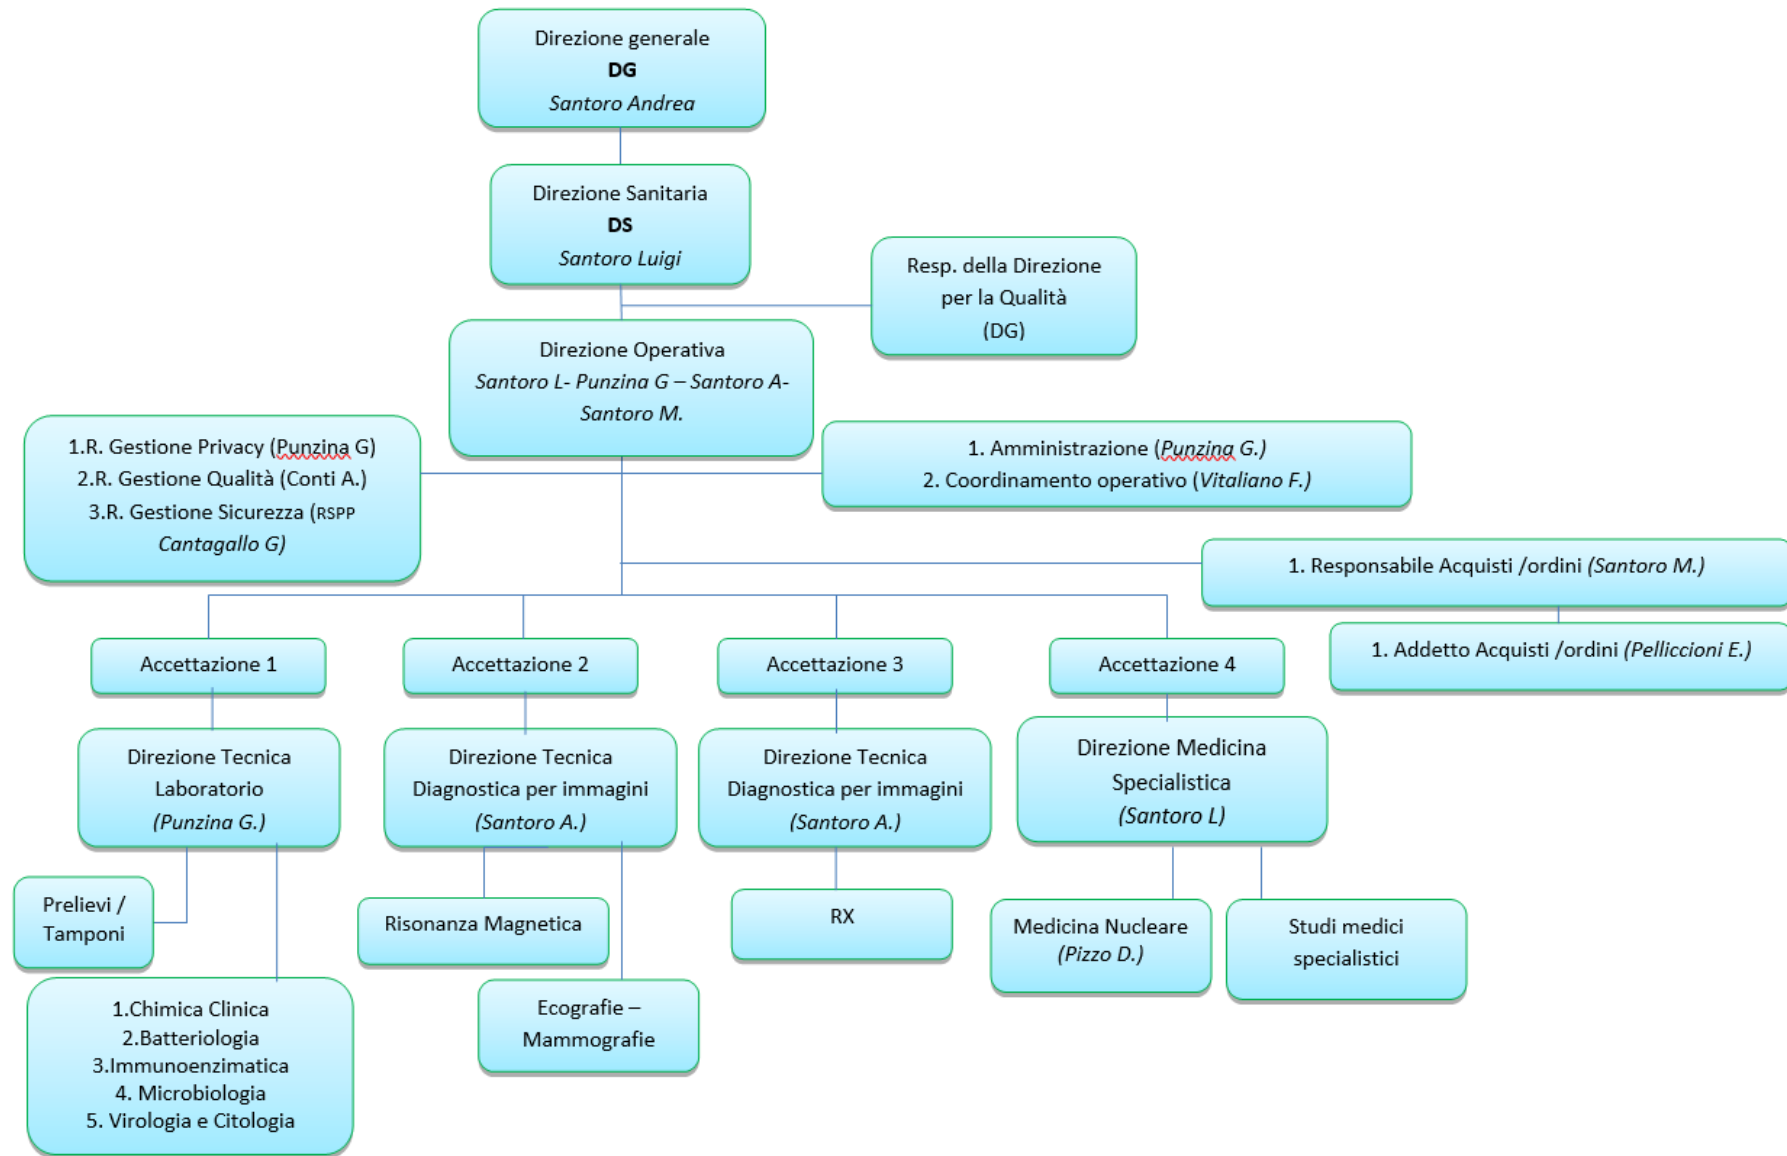 Direzione generale
DG
Santoro Andrea
Direzione Sanitaria
DS
Santoro Luigi
Resp. della Direzione
per la Qualità
(DG)
Direzione Operativa
Santoro L- Punzina G – Santoro A-
Santoro M.
1.R. Gestione Privacy (Punzina G)
2.R. Gestione Qualità (Conti A.)
3.R. Gestione Sicurezza (RSPP
Cantagallo G)
1. Amministrazione (Punzina G.)
2. Coordinamento operativo (Vitaliano F.)
1. Responsabile Acquisti /ordini (Santoro M.)
1. Addetto Acquisti /ordini (Pelliccioni E.)
Accettazione 1
Accettazione 2
Accettazione 3
Accettazione 4
Direzione Tecnica
Laboratorio
(Punzina G.)
Direzione Tecnica
Diagnostica per immagini
(Santoro A.)
Direzione Tecnica
Diagnostica per immagini
(Santoro A.)
Direzione Medicina
Specialistica
(Santoro L)
Prelievi /
Tamponi
Risonanza Magnetica
RX
Medicina Nucleare
(Pizzo D.)
Studi medici
specialistici
1.Chimica Clinica
2.Batteriologia
3.Immunoenzimatica
4. Microbiologia
5. Virologia e Citologia
Ecografie –
Mammografie